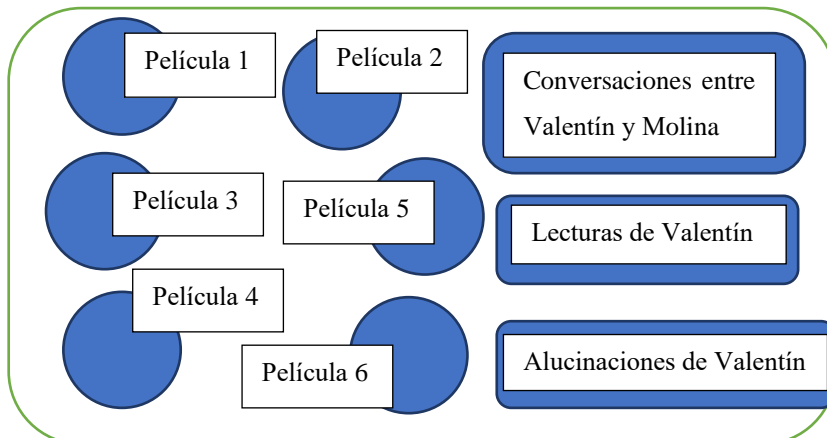 Película 1
Película 2
Conversaciones entre
Valentín y Molina
Película 3
Película 5
Lecturas de Valentín
Película 4
Película 6
Alucinaciones de Valentín